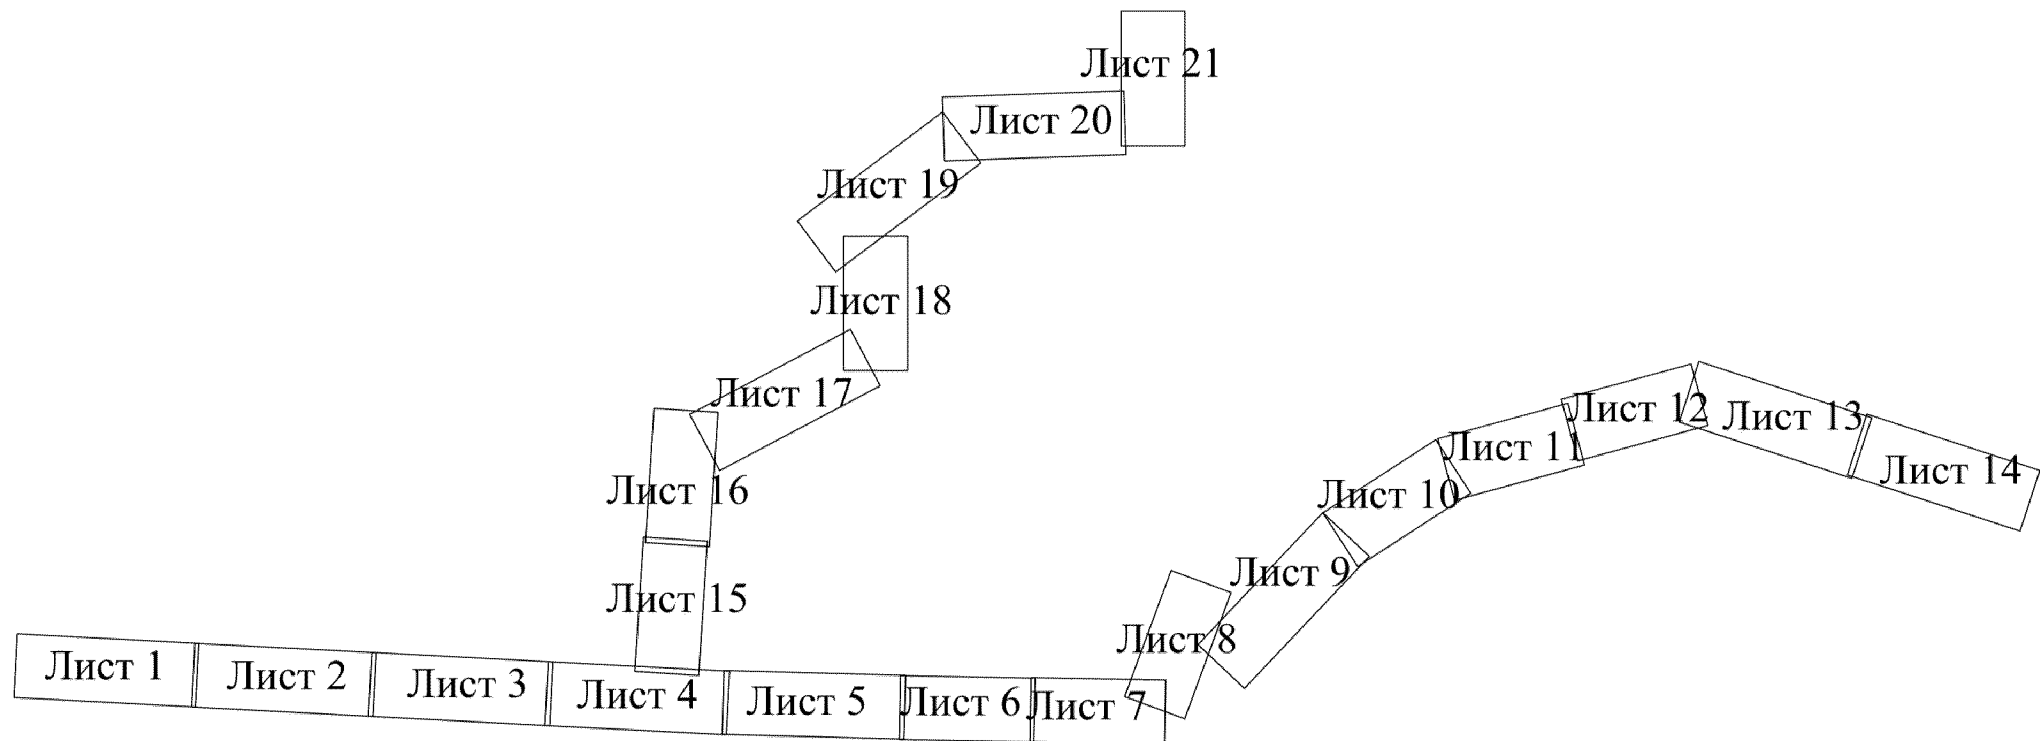 Лист 21
Лист 20
Лист 19
Лист 18
Лист 17
Лист 16
Лист 15
Лист 1
Лист 2
Лист 3
Лист 4
Лист 5
Лист 6
Лист 7
Лист 8
Лист 9
Лист 10
Лист 11
Лист 12
Лист 13
Лист 14